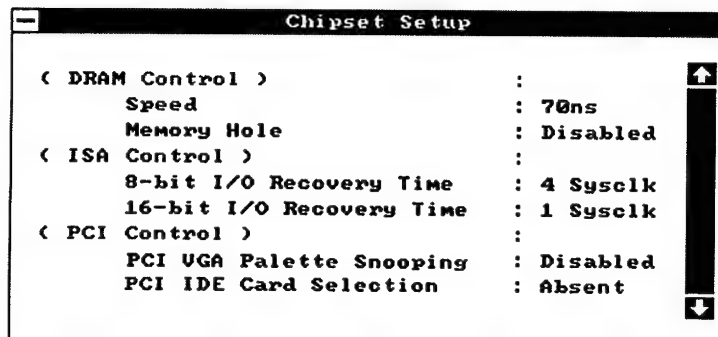 Chipset Setup
( DRAM Control ) :
Speed : 70ns
Memory Hole : Disabled
( ISA Control ) :
8-bit I/O Recovery Time : 4 Sysclk
16-bit I/O Recovery Time : 1 Sysclk
( PCI Control ) :
PCI VGA Palette Snooping : Disabled
PCI IDE Card Selection : Absent